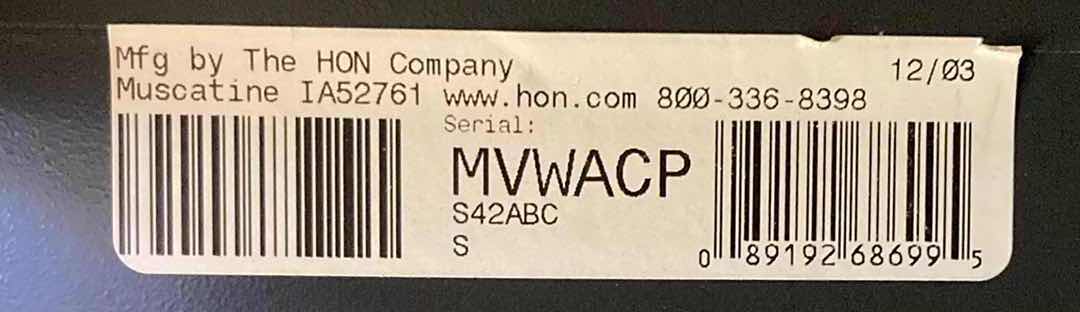 Mfg by The HON Company 12/03
Muscatine IA52761 www.hon.com 800-336-8398
Serial:
MVWACP
S42ABC
S
0 89192 68699 5